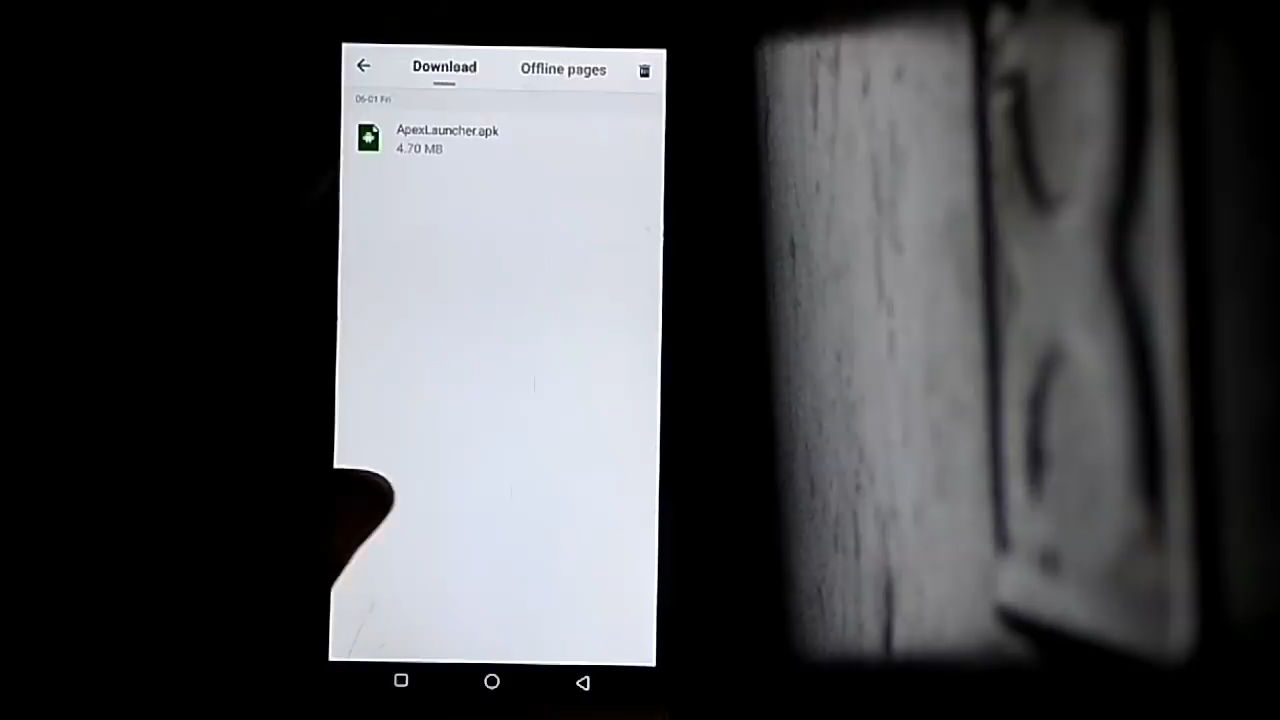 Download
Offline pages
06-01 Fri
ApexLauncher.apk
4.70 MB